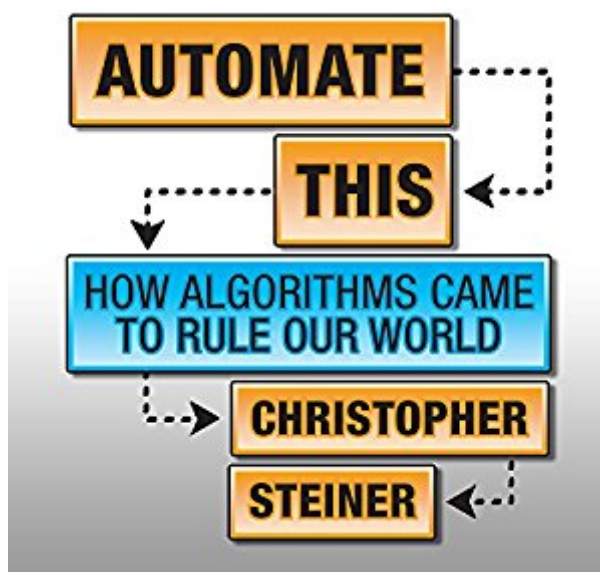 AUTOMATE
THIS
HOW ALGORITHMS CAME
TO RULE OUR WORLD
CHRISTOPHER
STEINER